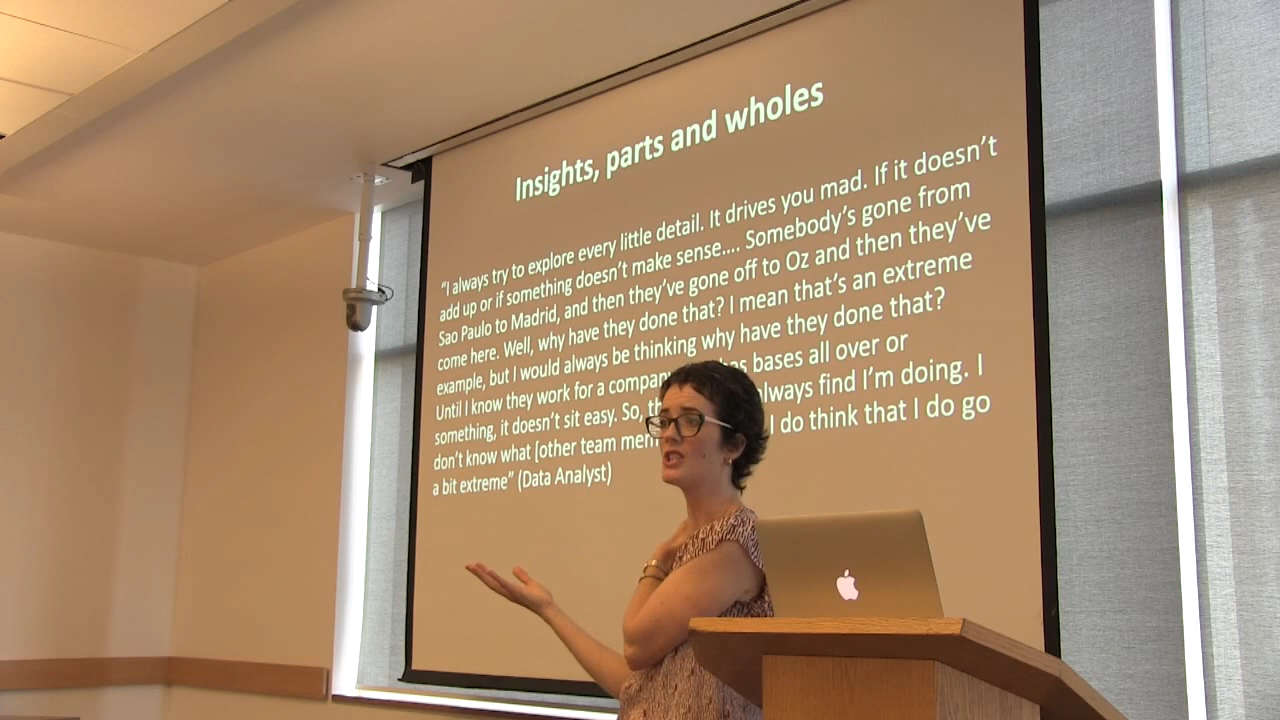 Insights, parts and wholes
“I always try to explore every little detail. It drives you mad. If it doesn’t
add up or if something doesn’t make sense.... Somebody’s gone from
Sao Paulo to Madrid, and then they’ve gone off to Oz and then they’ve
come here. Well, why have they done that? I mean that’s an extreme
example, but I would always be thinking why have they done that?
Until I know they work for a company bases all over or
something, it doesn’t sit easy. So, always find I’m doing. I
don’t know what [other team I do think that I do go
a bit extreme” (Data Analyst)